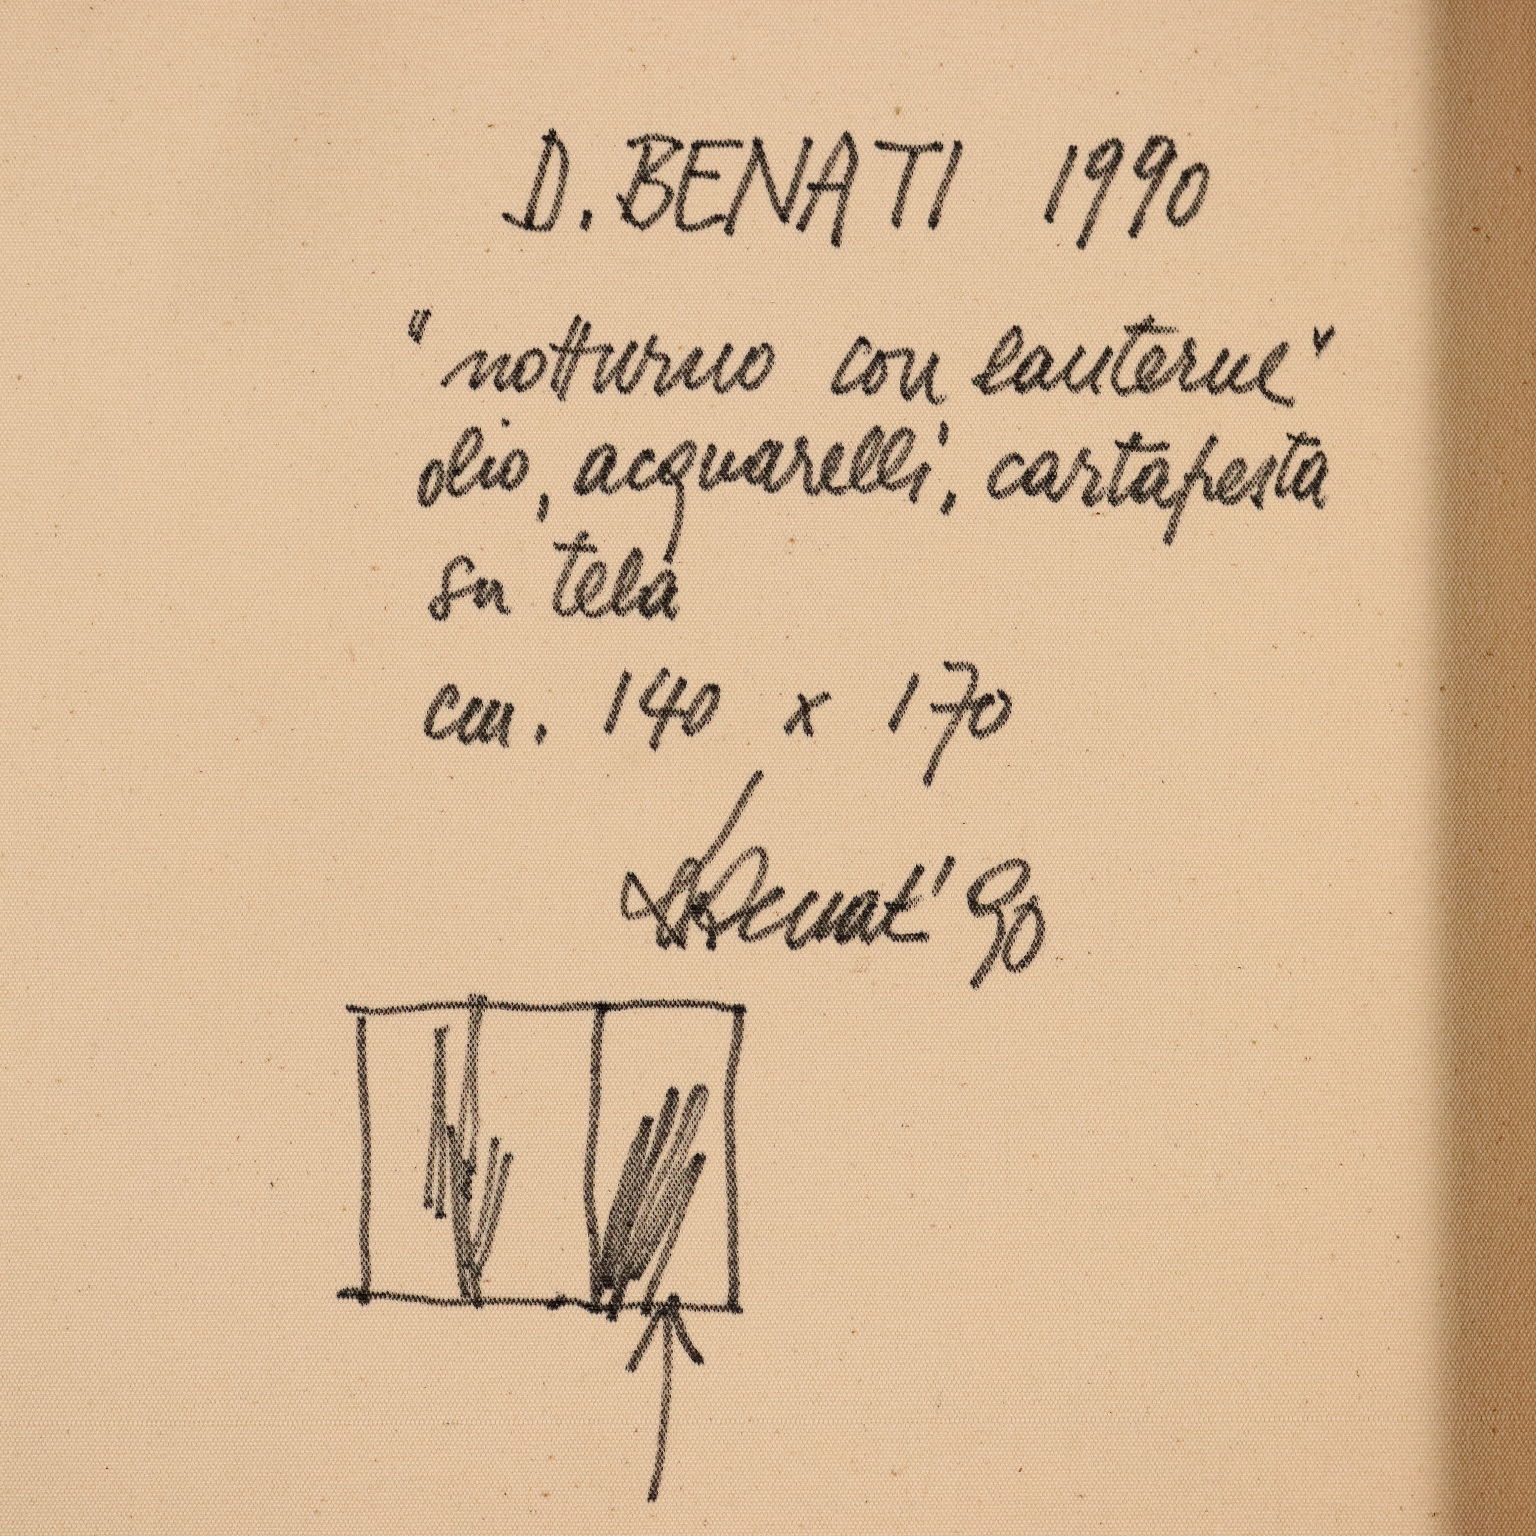 D. BENATI 1990
"notturno con lanterne"
olio, acquarelli, cartapesta
su tela
cm. 140 x 170
D Benati 90